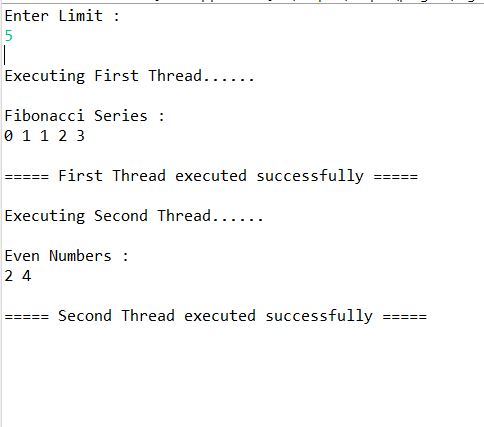 Enter Limit :
5
Executing First Thread......
Fibonacci Series :
0 1 1 2 3
===== First Thread executed successfully =====
Executing Second Thread......
Even Numbers :
2 4
===== Second Thread executed successfully =====